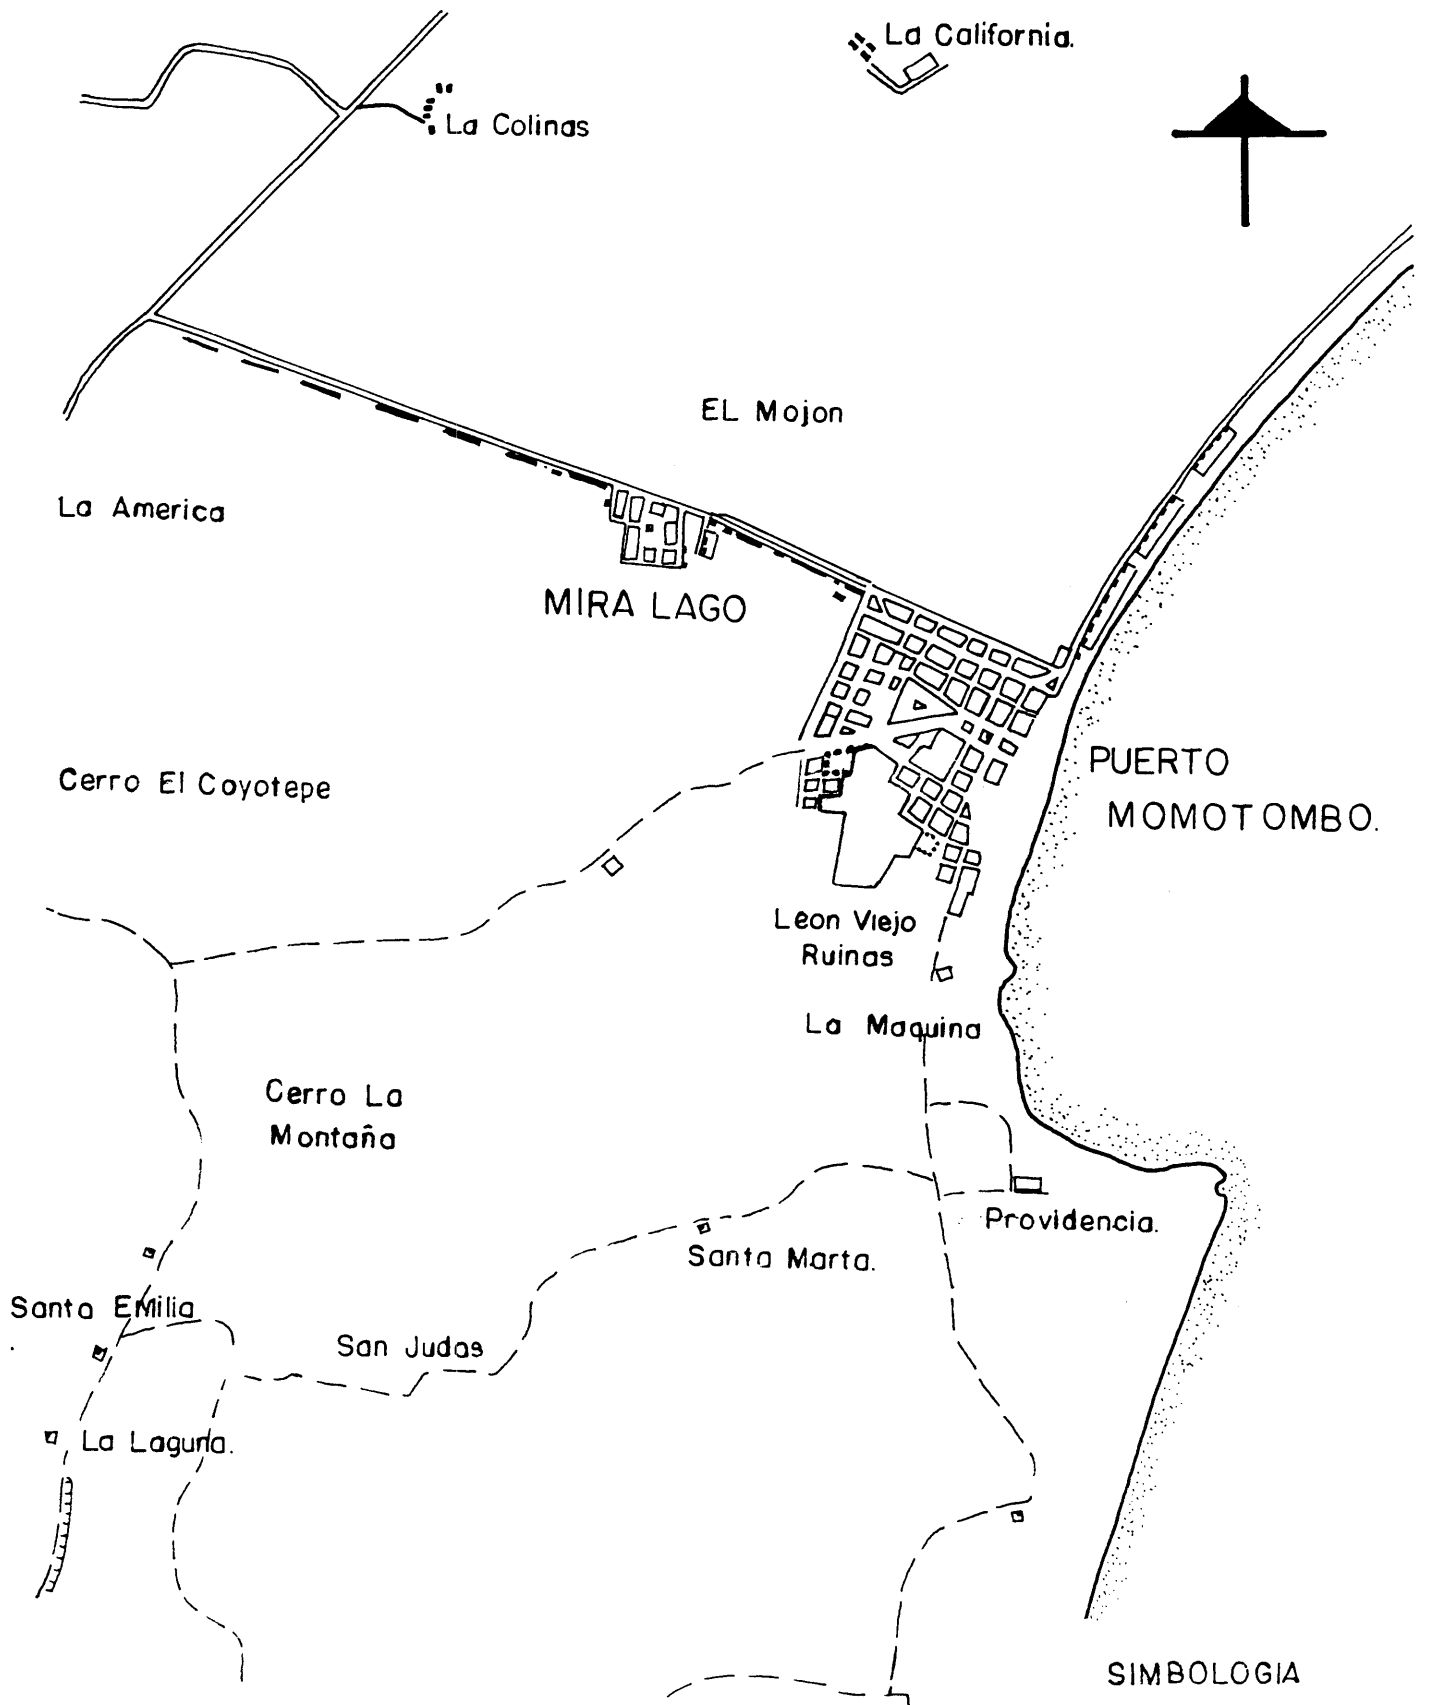 La California.
La Colinas
EL Mojon
La America
MIRA LAGO
PUERTO
MOMOTOMBO.
Cerro El Coyotepe
Leon Viejo
Ruinas
La Maquina
Cerro La
Montaña
Providencia.
Santa Marta.
Santa Emilia
San Judas
La Laguna.
SIMBOLOGIA